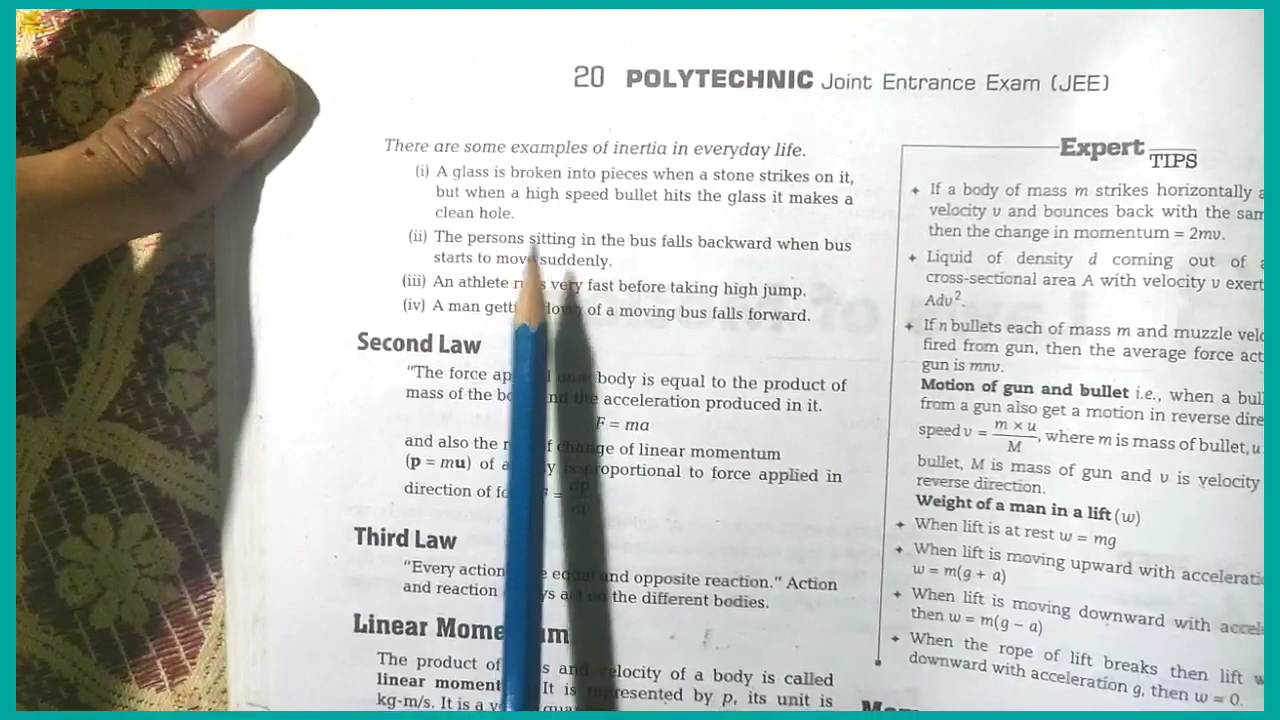 20 POLYTECHNIC Joint Entrance Exam (JEE)
There are some examples of inertia in everyday life.
(i) A glass is broken into pieces when a stone strikes on it,
but when a high speed bullet hits the glass it makes a
clean hole.
(ii) The persons sitting in the bus falls backward when bus
starts to move suddenly.
(iii) An athlete very fast before taking high jump.
(iv) A man of a moving bus falls forward.
Second Law
"The force body is equal to the product of
mass of the acceleration produced in it.
F = ma
and also the change of linear momentum
(p = mu) of proportional to force applied in
direction of
Third Law
"Every action equal and opposite reaction." Action
and reaction on the different bodies.
Linear Momentum
The product of and velocity of a body is called
linear It is represented by p, its unit is
kg-m/s. It is a
Expert
TIPS
+ If a body of mass m strikes horizontally
velocity v and bounces back with the
then the change in momentum = 2mv.
+ Liquid of density d coming out of
cross-sectional area A with velocity v
Adv².
+ If n bullets each of mass m and muzzle
fired from gun, then the average force
gun is mnv.
Motion of gun and bullet i.e., when a
from a gun also get a motion in reverse
speed v = m × u / M, where m is mass of bullet, u
bullet, M is mass of gun and v is velocity
reverse direction.
Weight of a man in a lift (w)
+ When lift is at rest w = mg
+ When lift is moving upward with
w = m(g + a)
+ When lift is moving downward with
then w = m(g − a)
+ When the rope of lift breaks then lift
downward with acceleration g, then w = 0.